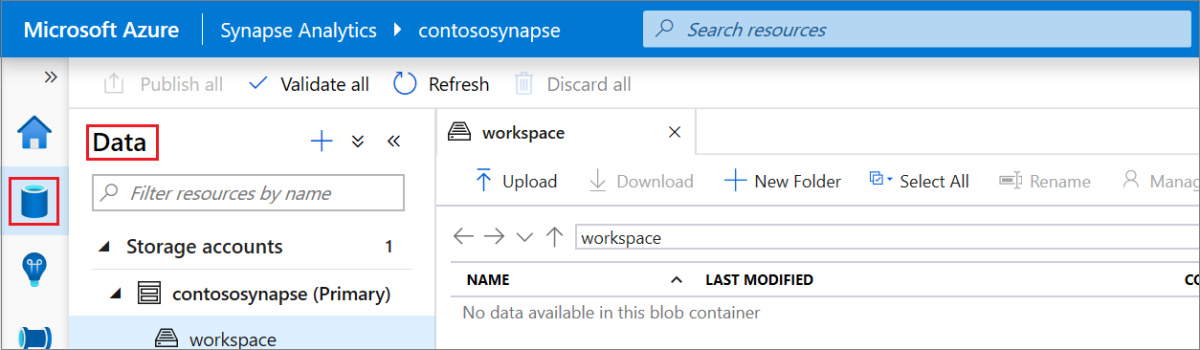 Microsoft Azure Synapse Analytics contososynapse Search resources
Publish all Validate all Refresh Discard all
Data
Filter resources by name
Storage accounts 1
contososynapse (Primary)
workspace
workspace
Upload Download New Folder Select All Rename Manag
workspace
NAME LAST MODIFIED CO
No data available in this blob container